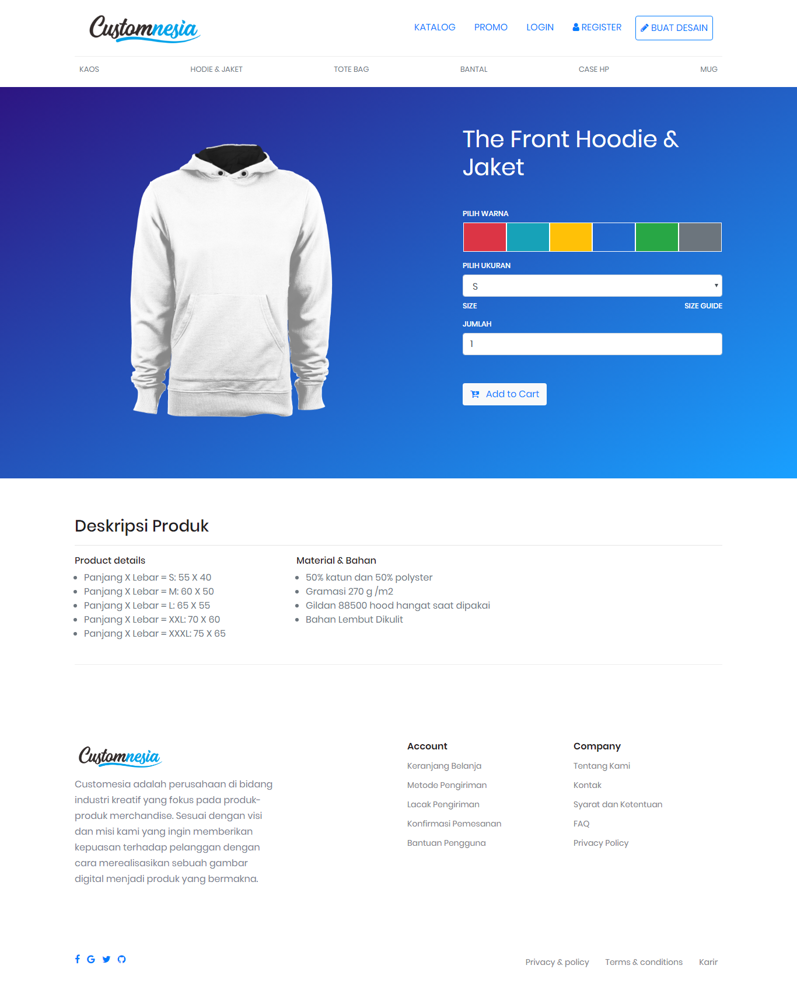 Customnesia
KATALOG
PROMO
LOGIN
REGISTER
BUAT DESAIN
KAOS
HODIE & JAKET
TOTE BAG
BANTAL
CASE HP
MUG
The Front Hoodie &
Jaket
PILIH WARNA
PILIH UKURAN
S
SIZE
SIZE GUIDE
JUMLAH
1
Add to Cart
Deskripsi Produk
Product details
Panjang X Lebar = S: 55 X 40
Panjang X Lebar = M: 60 X 50
Panjang X Lebar = L: 65 X 55
Panjang X Lebar = XXL: 70 X 60
Panjang X Lebar = XXXL: 75 X 65
Material & Bahan
50% katun dan 50% polyster
Gramasi 270 g /m2
Gildan 88500 hood hangat saat dipakai
Bahan Lembut Dikulit
Customnesia
Customesia adalah perusahaan di bidang
industri kreatif yang fokus pada produk-
produk merchandise. Sesuai dengan visi
dan misi kami yang ingin memberikan
kepuasan terhadap pelanggan dengan
cara merealisasikan sebuah gambar
digital menjadi produk yang bermakna.
Account
Keranjang Belanja
Metode Pengiriman
Lacak Pengiriman
Konfirmasi Pemesanan
Bantuan Pengguna
Company
Tentang Kami
Kontak
Syarat dan Ketentuan
FAQ
Privacy Policy
Privacy & policy
Terms & conditions
Karir